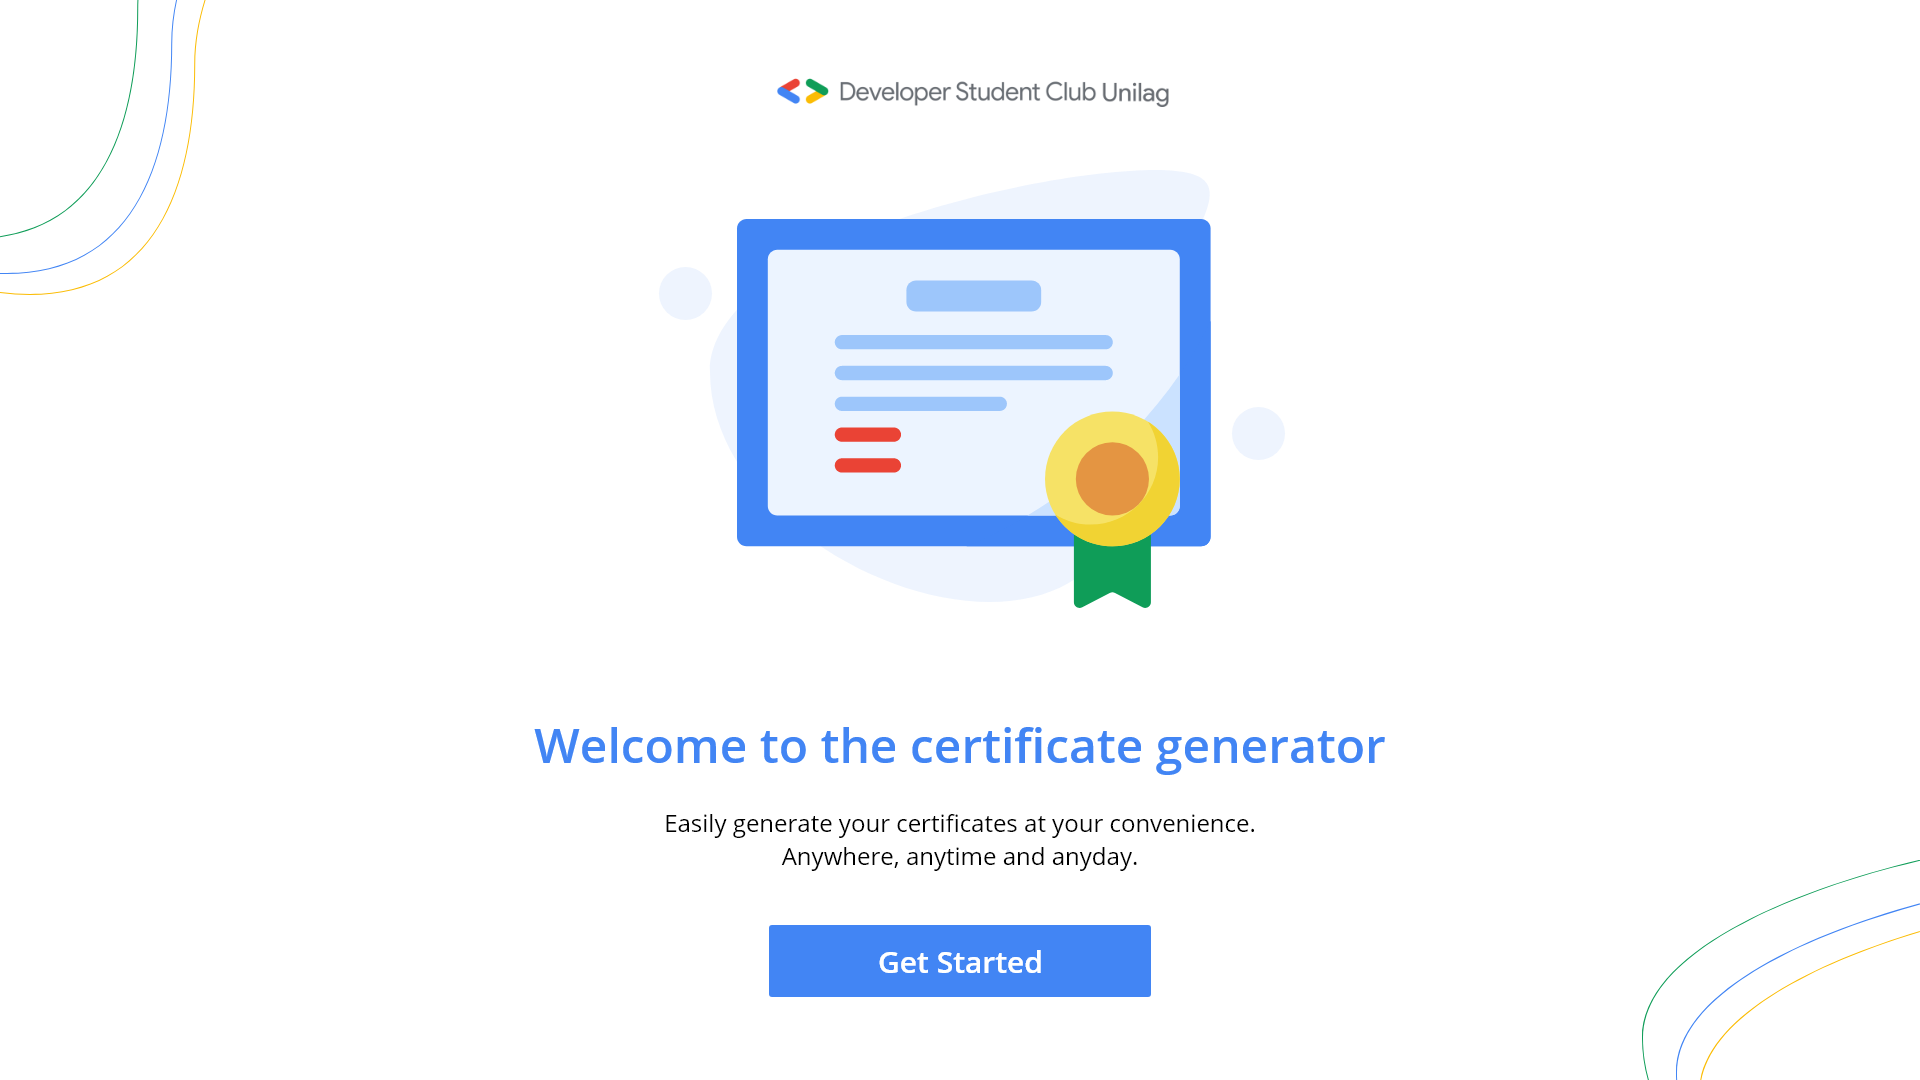 Developer Student Club Unilag
Welcome to the certificate generator
Easily generate your certificates at your convenience.
Anywhere, anytime and anyday.
Get Started